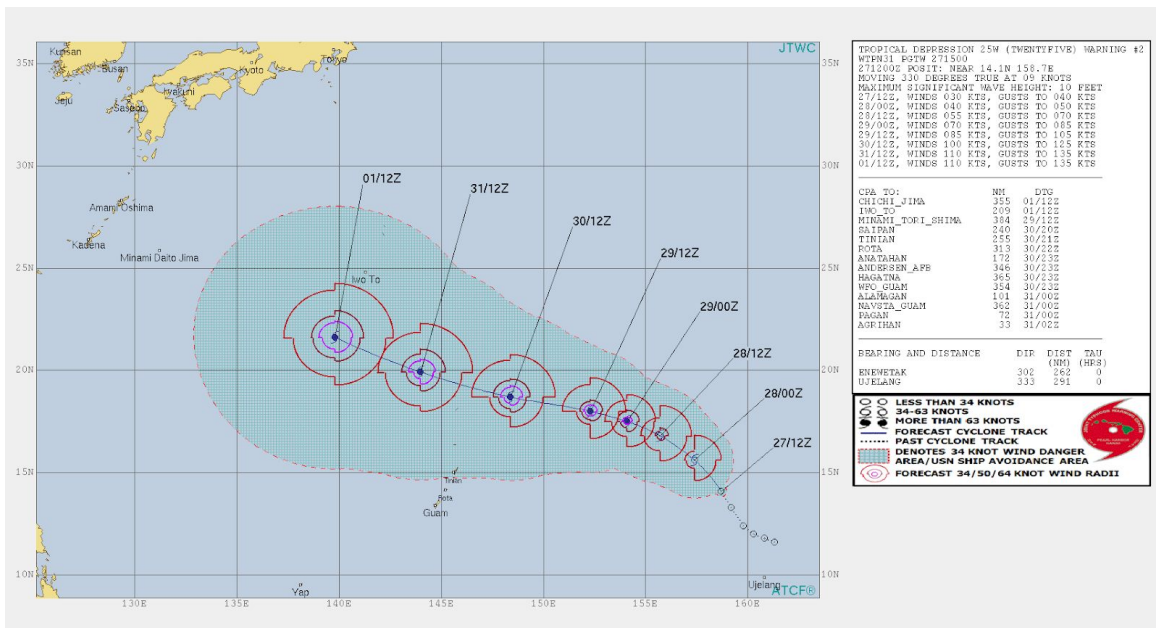 JTWC
35N
30N
25N
20N
15N
10N
35N
30N
25N
20N
15N
10N
130E
135E
140E
145E
150E
155E
160E
Kunsan
Busan
Jeju
Sasebo
Iwakuni
Kyoto
Tokyo
Amami Oshima
Kadena
Minami Daito Jima
Iwo To
Tinian
Rota
Guam
Yap
Ujelang
ATCF®
01/12Z
31/12Z
30/12Z
29/12Z
29/00Z
28/12Z
28/00Z
27/12Z
TROPICAL DEPRESSION 25W (TWENTYFIVE) WARNING #2
WTPN31 PGTW 271500
271200Z POSIT: NEAR 14.1N 158.7E
MOVING 330 DEGREES TRUE AT 09 KNOTS
MAXIMUM SIGNIFICANT WAVE HEIGHT: 10 FEET
27/12Z, WINDS 030 KTS, GUSTS TO 040 KTS
28/00Z, WINDS 040 KTS, GUSTS TO 050 KTS
28/12Z, WINDS 055 KTS, GUSTS TO 070 KTS
29/00Z, WINDS 070 KTS, GUSTS TO 085 KTS
29/12Z, WINDS 085 KTS, GUSTS TO 105 KTS
30/12Z, WINDS 100 KTS, GUSTS TO 125 KTS
31/12Z, WINDS 110 KTS, GUSTS TO 135 KTS
01/12Z, WINDS 110 KTS, GUSTS TO 135 KTS
CPA TO: NM DTG
CHICHI_JIMA 355 01/12Z
IWO_TO 209 01/12Z
MINAMI_TORI_SHIMA 384 29/12Z
SAIPAN 240 30/20Z
TINIAN 255 30/21Z
ROTA 313 30/22Z
ANATAHAN 172 30/23Z
ANDERSEN_AFB 346 30/23Z
HAGATNA 365 30/23Z
WFO_GUAM 354 30/23Z
ALAMAGAN 101 31/00Z
NAVSTA_GUAM 362 31/00Z
PAGAN 72 31/00Z
AGRIHAN 33 31/02Z
BEARING AND DISTANCE DIR DIST TAU
(NM) (HRS)
ENEWETAK 302 262 0
UJELANG 333 291 0
LESS THAN 34 KNOTS
34-63 KNOTS
MORE THAN 63 KNOTS
FORECAST CYCLONE TRACK
PAST CYCLONE TRACK
DENOTES 34 KNOT WIND DANGER
AREA/USN SHIP AVOIDANCE AREA
FORECAST 34/50/64 KNOT WIND RADII